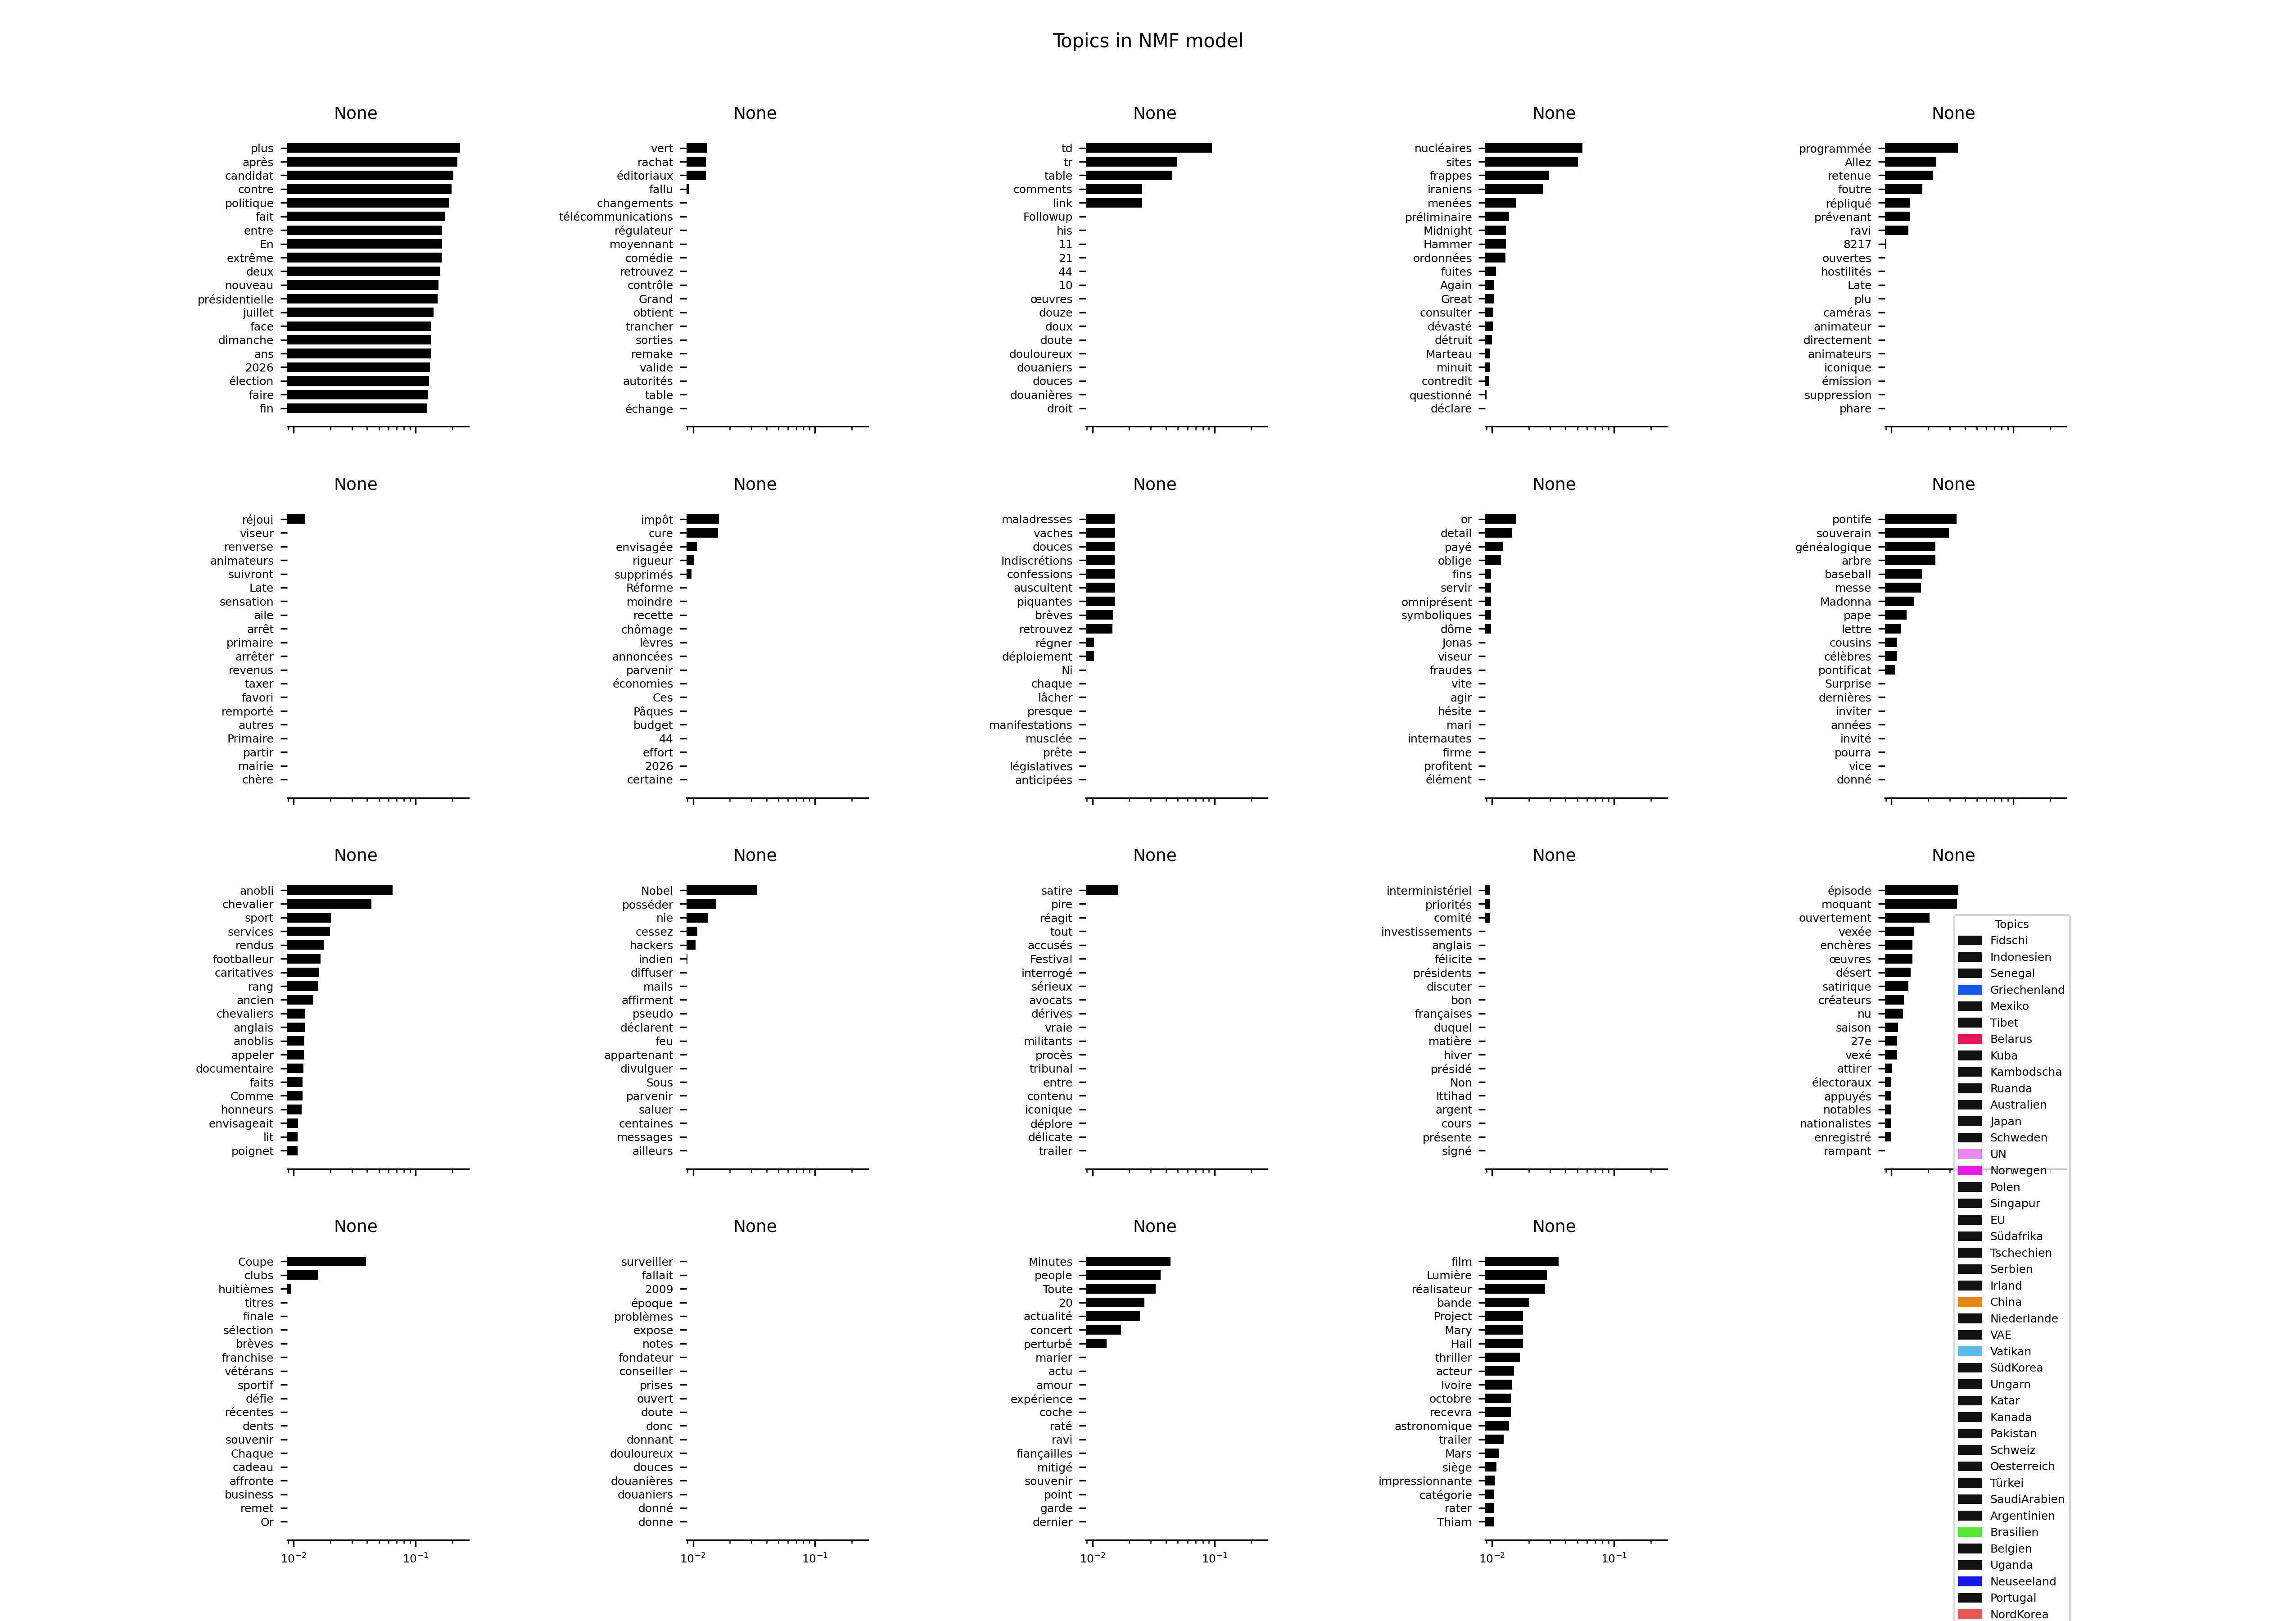 Topics in NMF model
None
plus
après
candidat
contre
politique
fait
entre
En
extrême
deux
nouveau
présidentielle
juillet
face
dimanche
ans
2026
élection
faire
fin
None
vert
rachat
éditoriaux
fallu
changements
télécommunications
régulateur
moyennant
comédie
retrouvez
contrôle
Grand
obtient
trancher
sorties
remake
valide
autorités
table
échange
None
td
tr
table
comments
link
Followup
his
11
21
44
10
œuvres
douze
doux
doute
douloureux
douaniers
douces
douanières
droit
None
nucléaires
sites
frappes
iraniens
menées
préliminaire
Midnight
Hammer
ordonnées
fuites
Again
Great
consulter
dévasté
détruit
Marteau
minuit
contredit
questionné
déclare
None
programmée
Allez
retenue
foutre
répliqué
prévenant
ravi
8217
ouvertes
hostilités
Late
plu
caméras
animateur
directement
animateurs
iconique
émission
suppression
phare
None
réjoui
viseur
renverse
animateurs
suivront
Late
sensation
aile
arrêt
primaire
arrêter
revenus
taxer
favori
remporté
autres
Primaire
partir
mairie
chère
None
impôt
cure
envisagée
rigueur
supprimés
Réforme
moindre
recette
chômage
lèvres
annoncées
parvenir
économies
Ces
Pâques
budget
44
effort
2026
certaine
None
maladresses
vaches
douces
Indiscrétions
confessions
auscultent
piquantes
brèves
retrouvez
régner
déploiement
Ni
chaque
lâcher
presque
manifestations
musclée
prête
législatives
anticipées
None
or
detail
payé
oblige
fins
servir
omniprésent
symboliques
dôme
Jonas
viseur
fraudes
vite
agir
hésite
mari
internautes
firme
profitent
élément
None
pontife
souverain
généalogique
arbre
baseball
messe
Madonna
pape
lettre
cousins
célèbres
pontificat
Surprise
dernières
inviter
années
invité
pourra
vice
donné
None
anobli
chevalier
sport
services
rendus
footballeur
caritatives
rang
ancien
chevaliers
anglais
anoblis
appeler
documentaire
faits
Comme
honneurs
envisageait
lit
poignet
None
Nobel
posséder
nie
cessez
hackers
indien
diffuser
mails
affirment
pseudo
déclarent
feu
appartenant
divulguer
Sous
parvenir
saluer
centaines
messages
ailleurs
None
satire
pire
réagit
tout
accusés
Festival
interrogé
sérieux
avocats
dérives
vraie
militants
procès
tribunal
entre
contenu
iconique
déplore
délicate
trailer
None
interministériel
priorités
comité
investissements
anglais
félicite
présidents
discuter
bon
françaises
duquel
matière
hiver
présidé
Non
Ittihad
argent
cours
présente
signé
None
épisode
moquant
ouvertement
vexée
enchères
œuvres
désert
satirique
créateurs
nu
saison
27e
vexé
attirer
électoraux
appuyés
notables
nationalistes
enregistré
rampant
None
Coupe
clubs
huitièmes
titres
finale
sélection
brèves
franchise
vétérans
sportif
défie
récentes
dents
souvenir
Chaque
cadeau
affronte
business
remet
Or
10⁻² 10⁻¹
None
surveiller
fallait
2009
époque
problèmes
expose
notes
fondateur
conseiller
prises
ouvert
doute
donc
donnant
douloureux
douces
douanières
douaniers
donné
donne
10⁻² 10⁻¹
None
Minutes
people
Toute
20
actualité
concert
perturbé
marier
actu
amour
expérience
coche
raté
ravi
fiançailles
mitigé
souvenir
point
garde
dernier
10⁻² 10⁻¹
None
film
Lumière
réalisateur
bande
Project
Mary
Hail
thriller
acteur
Ivoire
octobre
recevra
astronomique
trailer
Mars
siège
impressionnante
catégorie
rater
Thiam
10⁻² 10⁻¹
Topics
Fidschi
Indonesien
Senegal
Griechenland
Mexiko
Tibet
Belarus
Kuba
Kambodscha
Ruanda
Australien
Japan
Schweden
UN
Norwegen
Polen
Singapur
EU
Südafrika
Tschechien
Serbien
Irland
China
Niederlande
VAE
Vatikan
SüdKorea
Ungarn
Katar
Kanada
Pakistan
Schweiz
Oesterreich
Türkei
SaudiArabien
Argentinien
Brasilien
Belgien
Uganda
Neuseeland
Portugal
NordKorea